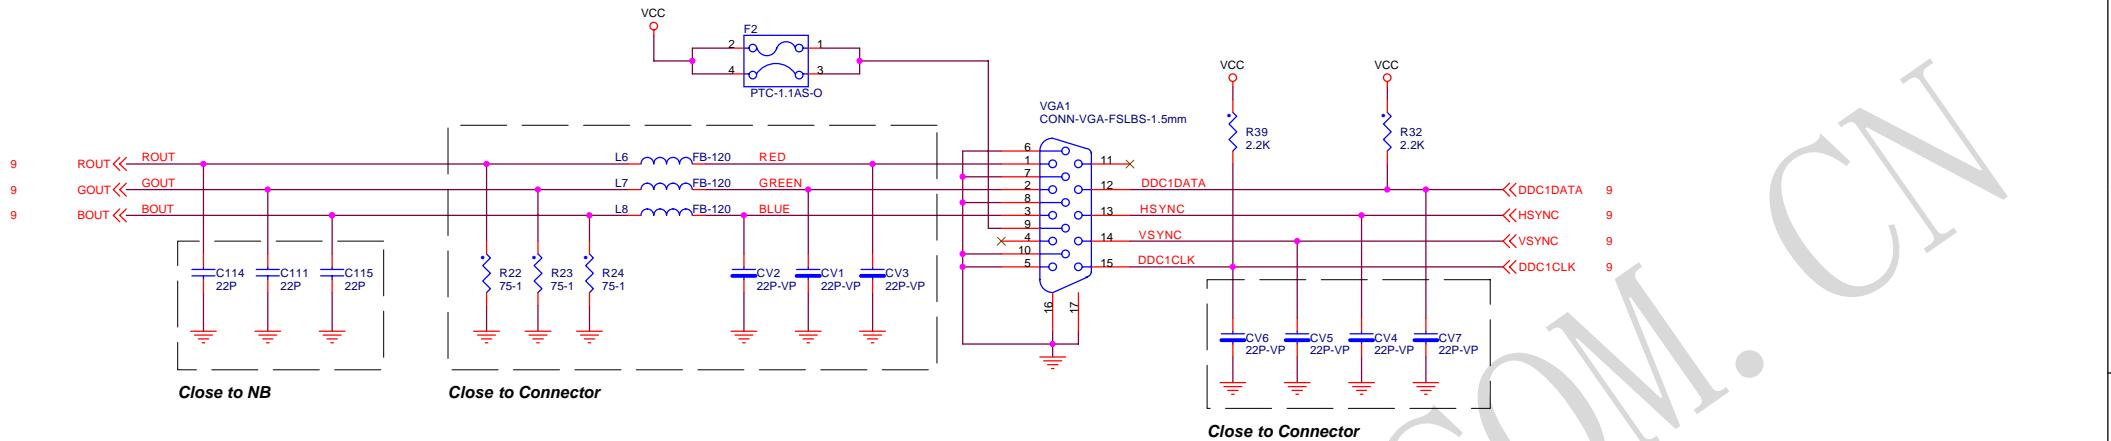 VCC
F2
2 1
4 3
PTC-1.1AS-O
VCC VCC
VGA1
CONN-VGA-FSLBS-1.5mm
R39
2.2K
R32
2.2K
9 ROUT ROUT L6 FB-120 RED
9 GOUT GOUT L7 FB-120 GREEN
9 BOUT BOUT L8 FB-120 BLUE
6
1
7
2
8
3
9
4
10
5
11
12
13
14
15
16
17
DDC1DATA DDC1DATA 9
HSYNC HSYNC 9
VSYNC VSYNC 9
DDC1CLK DDC1CLK 9
C114
22P
C111
22P
C115
22P
R22
75-1
R23
75-1
R24
75-1
CV2
22P-VP
CV1
22P-VP
CV3
22P-VP
CV6
22P-VP
CV5
22P-VP
CV4
22P-VP
CV7
22P-VP
Close to NB
Close to Connector
Close to Connector
COM. CN